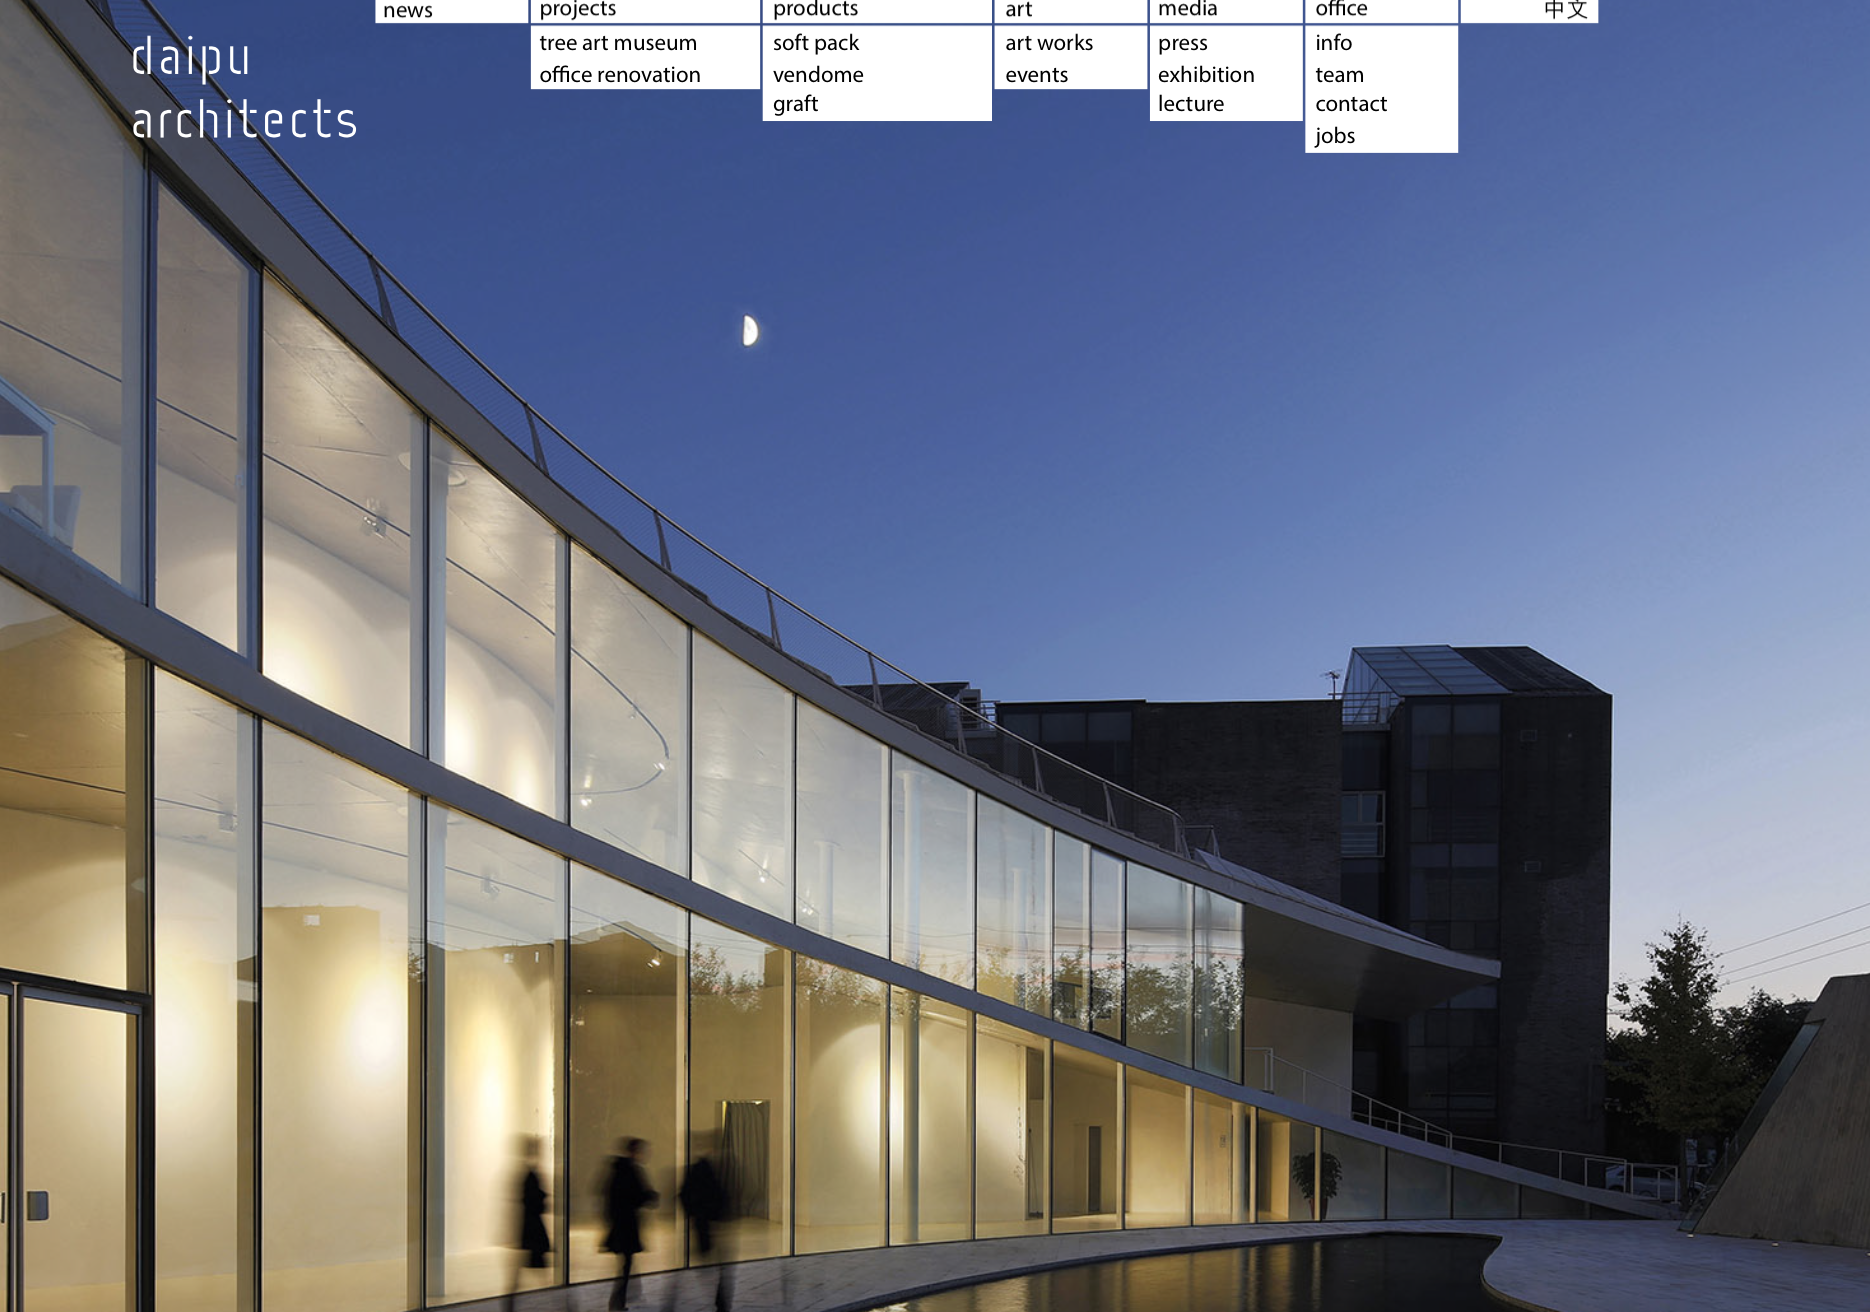 news
projects
products
art
media
office
中文
daipu
architects
tree art museum
office renovation
soft pack
vendome
graft
art works
events
press
exhibition
lecture
info
team
contact
jobs